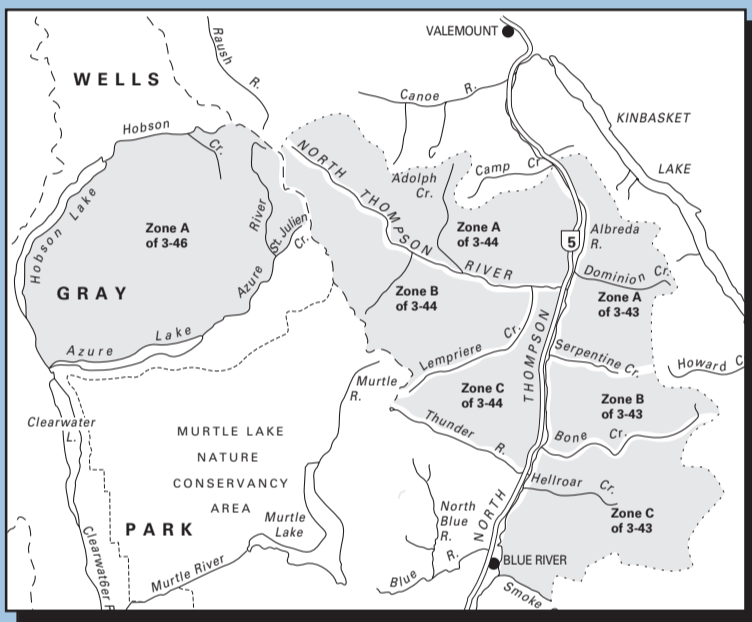 VALEMOUNT
Raush
R.
WELLS
Canoe R.
KINBASKET
LAKE
Hobson
Cr.
NORTH THOMPSON RIVER
Adolph
Cr.
Camp Cr.
Hobson Lake
Zone A
of 3-46
River
St. Julien
Cr.
Zone A
of 3-44
5
Albreda
R.
GRAY
Azure
Zone B
of 3-44
Dominion Cr.
Zone A
of 3-43
Azure Lake
Lempriere Cr.
THOMPSON
Serpentine Cr.
Howard C
Murtle
R.
Zone C
of 3-44
Zone B
of 3-43
Clearwater
L.
MURTLE LAKE
NATURE
CONSERVANCY
AREA
Thunder R.
Bone Cr.
Hellroar Cr.
Zone C
of 3-43
PARK
Murtle
Lake
North
Blue
R.
NORTH
Clearwat6er R
Murtle River
Blue R.
BLUE RIVER
Smoke